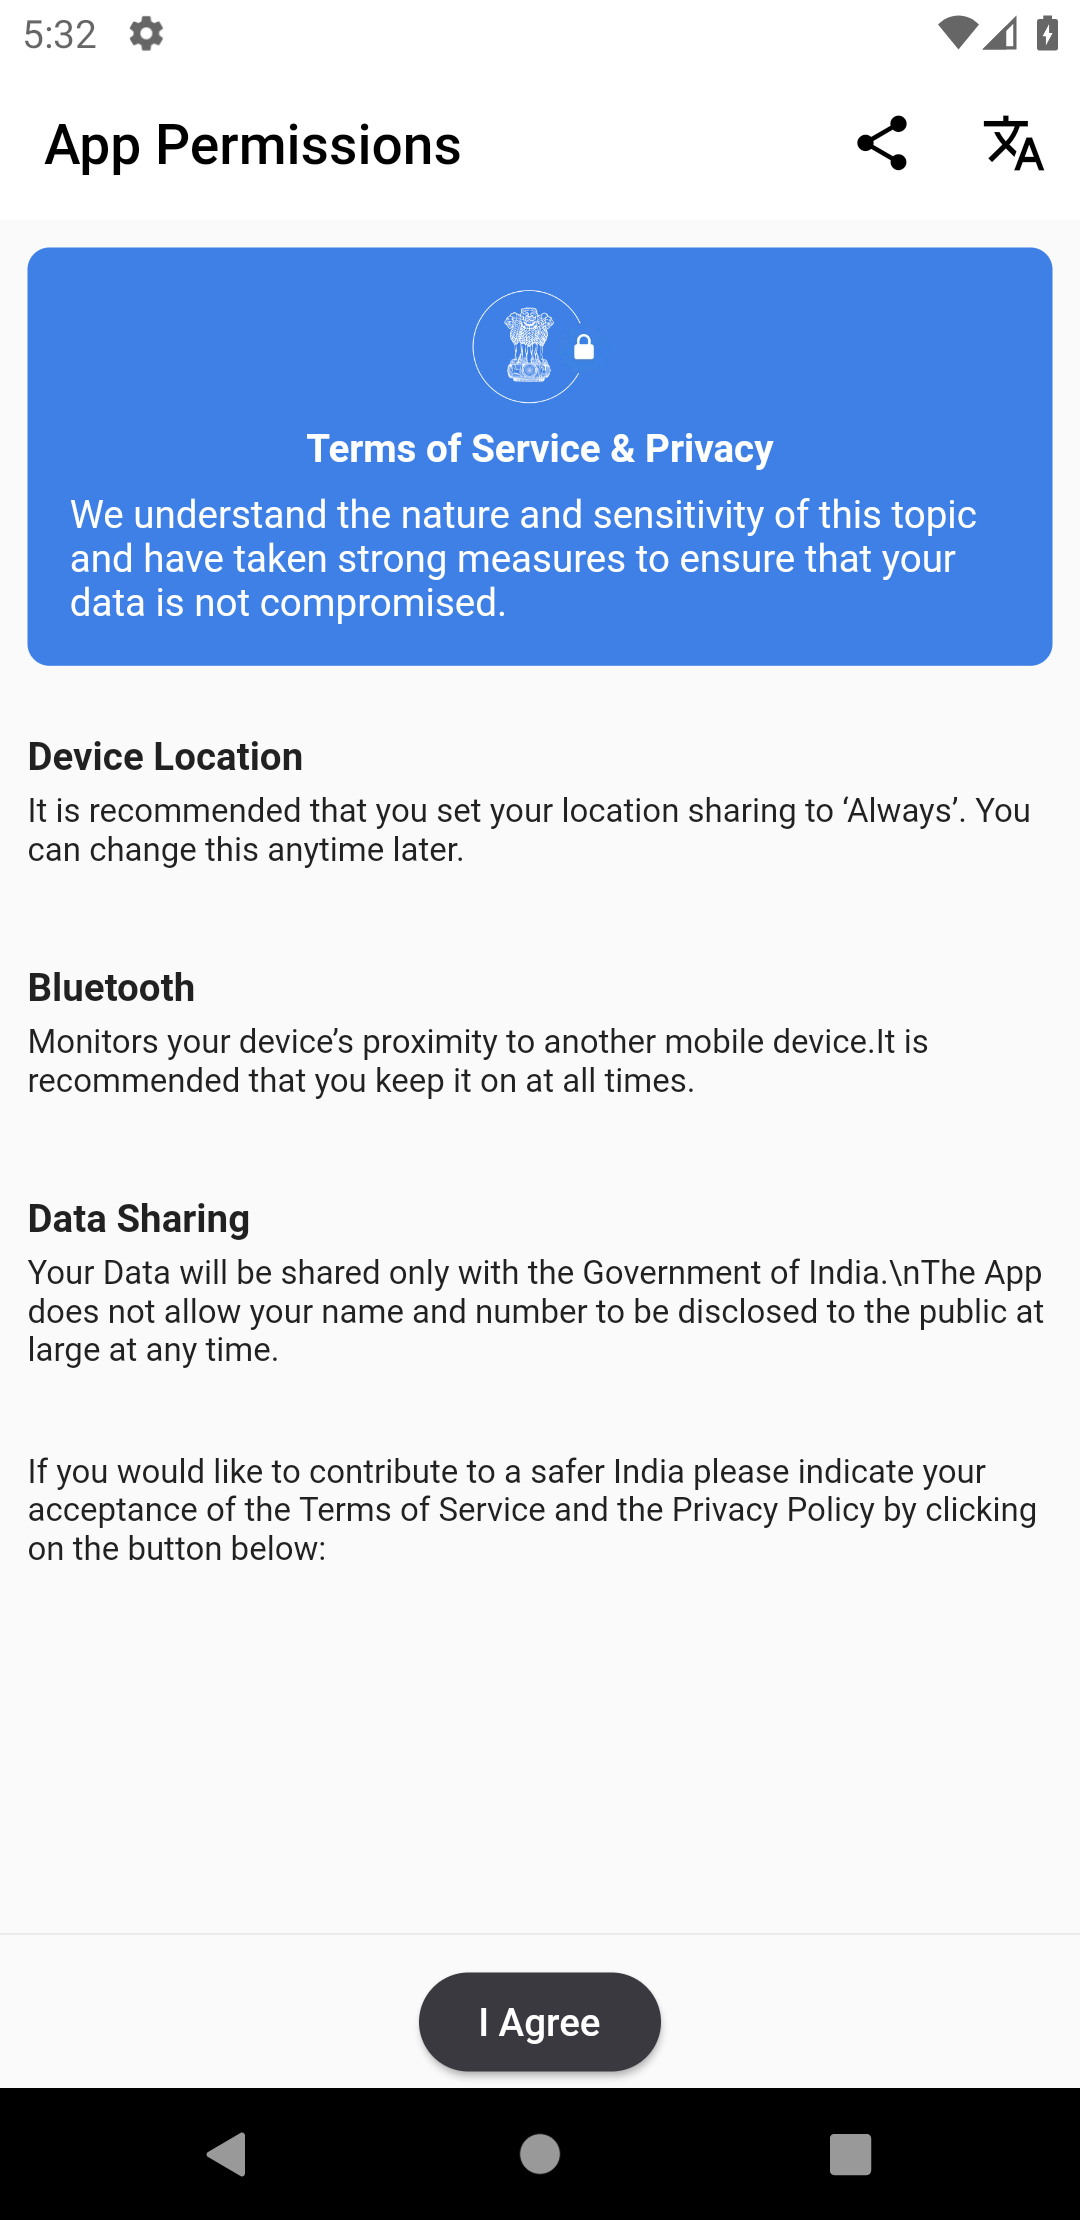 5:32
App Permissions
Terms of Service & Privacy
We understand the nature and sensitivity of this topic
and have taken strong measures to ensure that your
data is not compromised.
Device Location
It is recommended that you set your location sharing to ‘Always’. You
can change this anytime later.
Bluetooth
Monitors your device’s proximity to another mobile device.It is
recommended that you keep it on at all times.
Data Sharing
Your Data will be shared only with the Government of India.\nThe App
does not allow your name and number to be disclosed to the public at
large at any time.
If you would like to contribute to a safer India please indicate your
acceptance of the Terms of Service and the Privacy Policy by clicking
on the button below:
I Agree